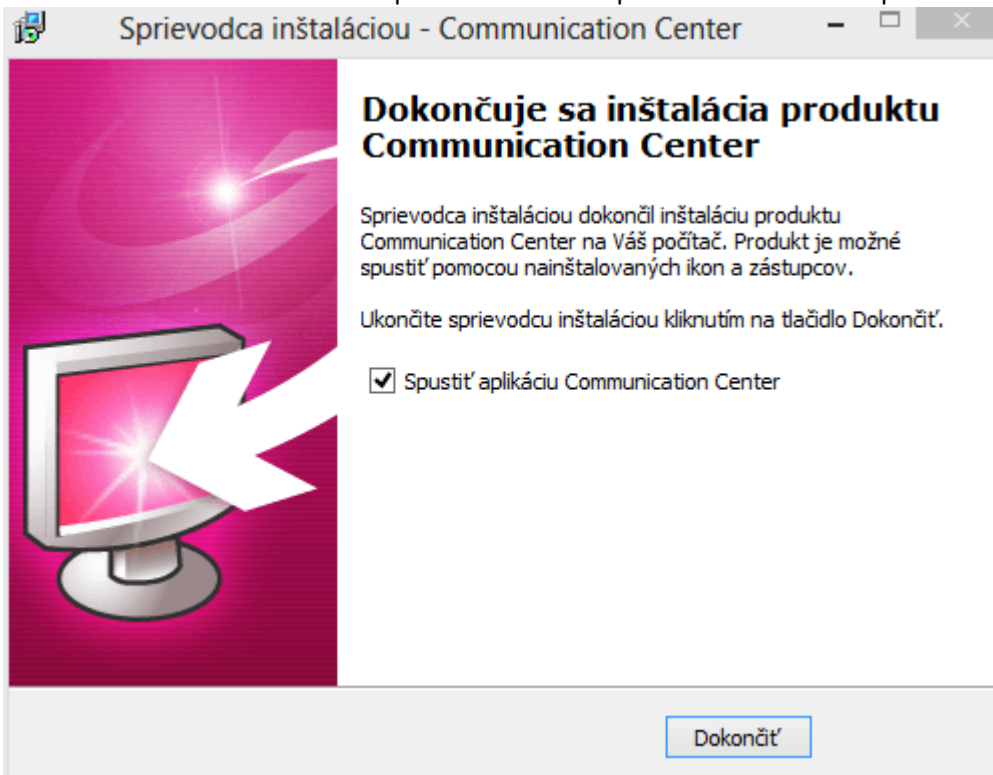 Sprievodca inštaláciou - Communication Center
Dokončuje sa inštalácia produktu
Communication Center
Sprievodca inštaláciou dokončil inštaláciu produktu
Communication Center na Váš počítač. Produkt je možné
spustiť pomocou nainštalovaných ikon a zástupcov.
Ukončite sprievodcu inštaláciou kliknutím na tlačidlo Dokončiť.
Spustiť aplikáciu Communication Center
Dokončiť